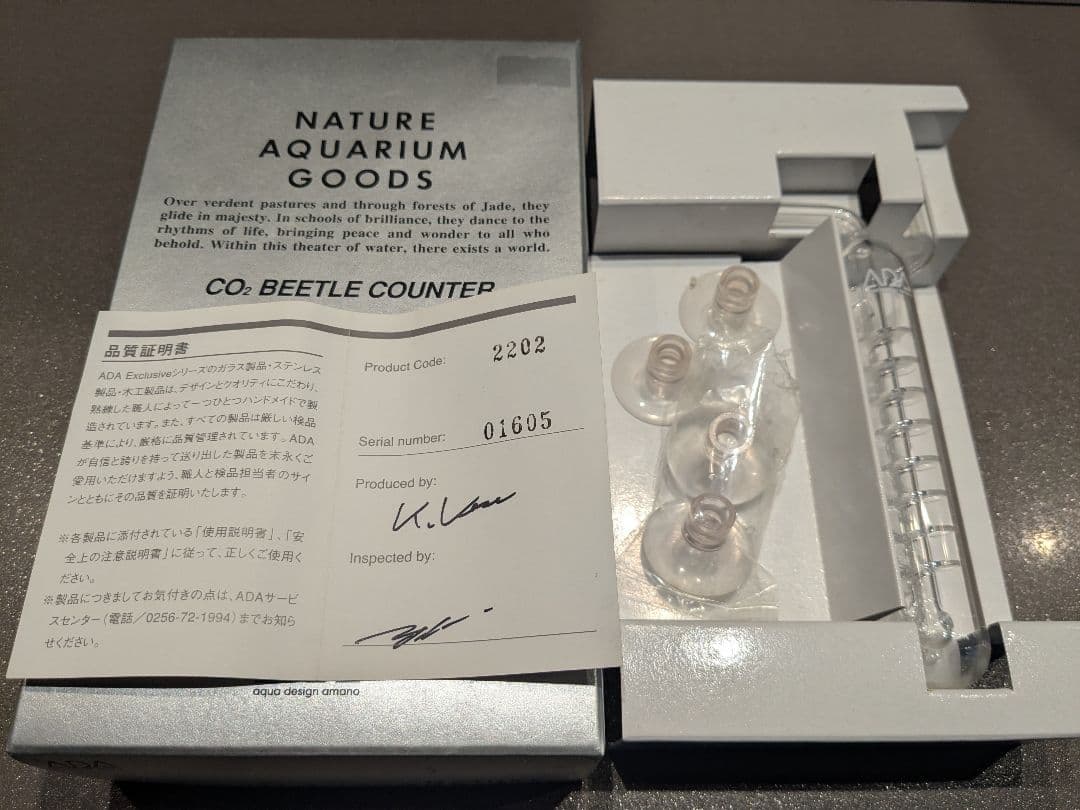 NATURE
AQUARIUM
GOODS
Over verdent pastures and through forests of Jade, they
glide in majesty. In schools of brilliance, they dance to the
rhythms of life, bringing peace and wonder to all who
behold. Within this theater of water, there exists a world.
CO₂ BEETLE COUNTER
品質証明書
ADA Exclusiveシリーズのガラス製品・ステンレス
製品・木工製品は、デザインとクオリティにこだわり、
熟練した職人によって一つひとつハンドメイドで製
造されています。また、すべての製品は厳しい検品
基準により、厳格に品質管理されています。ADA
が自信と誇りを持って送り出した製品を末永くご
愛用いただけますよう、職人と検品担当者のサイ
ンとともにその品質を証明いたします。
※各製品に添付されている「使用説明書」、「安
全上の注意説明書」に従って、正しくご使用く
ださい。
※製品につきましてお気付きの点は、ADAサービ
スセンター(電話/0256-72-1994)までお知ら
せください。
Product Code: 2202
Serial number: 01605
Produced by:
Inspected by:
aqua design amano
ADA
ADA